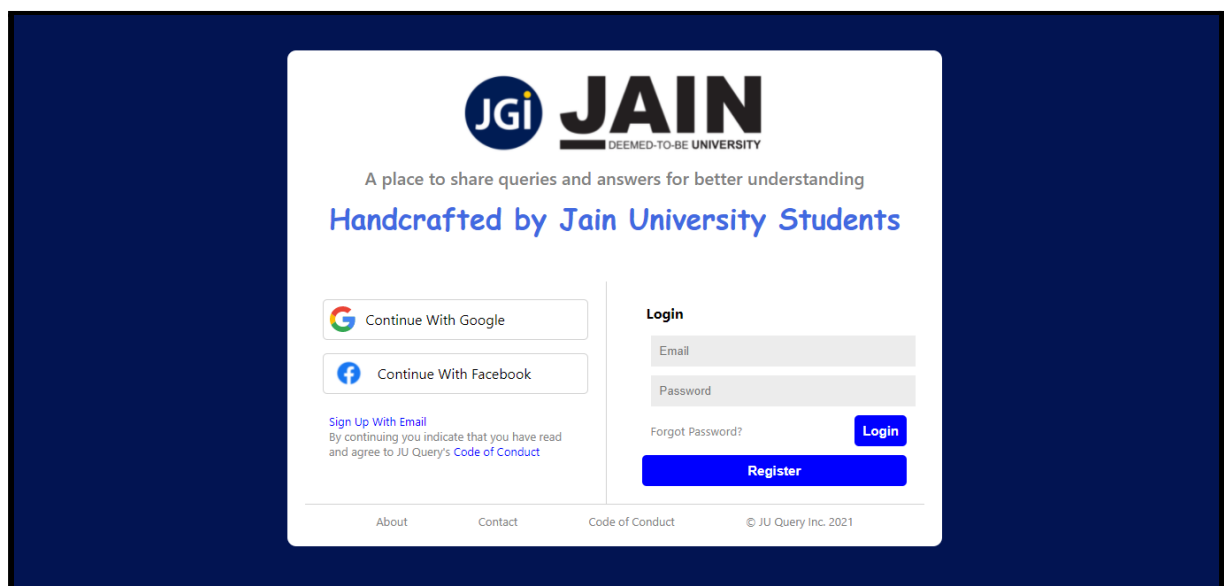 JGi JAIN
DEEMED-TO-BE UNIVERSITY
A place to share queries and answers for better understanding
Handcrafted by Jain University Students
Continue With Google
Continue With Facebook
Sign Up With Email
By continuing you indicate that you have read
and agree to JU Query's Code of Conduct
Login
Email
Password
Forgot Password? Login
Register
About Contact Code of Conduct © JU Query Inc. 2021